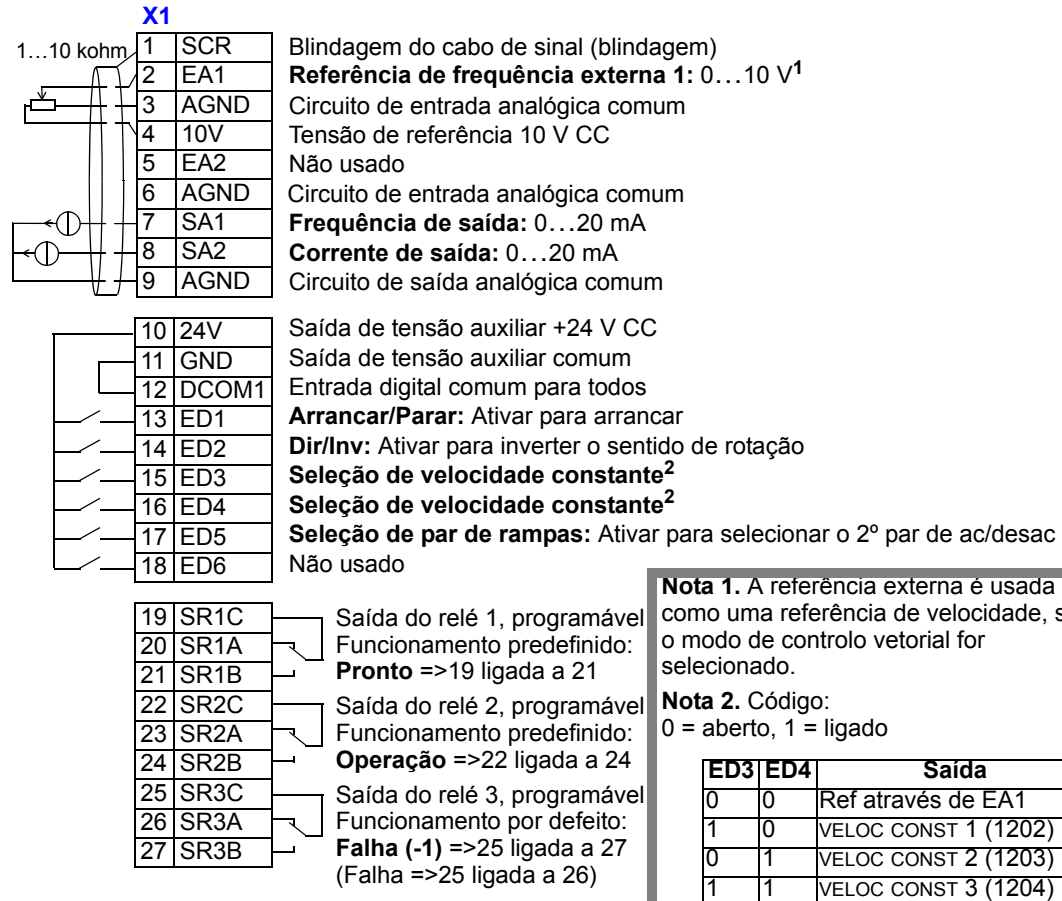 X1
1…10 kohm
1 SCR Blindagem do cabo de sinal (blindagem)
2 EA1 Referência de frequência externa 1: 0…10 V1
3 AGND Circuito de entrada analógica comum
4 10V Tensão de referência 10 V CC
5 EA2 Não usado
6 AGND Circuito de entrada analógica comum
7 SA1 Frequência de saída: 0…20 mA
8 SA2 Corrente de saída: 0…20 mA
9 AGND Circuito de saída analógica comum
10 24V Saída de tensão auxiliar +24 V CC
11 GND Saída de tensão auxiliar comum
12 DCOM1 Entrada digital comum para todos
13 ED1 Arrancar/Parar: Ativar para arrancar
14 ED2 Dir/Inv: Ativar para inverter o sentido de rotação
15 ED3 Seleção de velocidade constante2
16 ED4 Seleção de velocidade constante2
17 ED5 Seleção de par de rampas: Ativar para selecionar o 2º par de ac/desac
18 ED6 Não usado
19 SR1C Saída do relé 1, programável
20 SR1A Funcionamento predefinido:
21 SR1B Pronto =>19 ligada a 21
22 SR2C Saída do relé 2, programável
23 SR2A Funcionamento predefinido:
24 SR2B Operação =>22 ligada a 24
25 SR3C Saída do relé 3, programável
26 SR3A Funcionamento por defeito:
27 SR3B Falha (-1) =>25 ligada a 27
(Falha =>25 ligada a 26)
Nota 1. A referência externa é usada
como uma referência de velocidade, s
o modo de controlo vetorial for
selecionado.
Nota 2. Código:
0 = aberto, 1 = ligado
ED3 ED4 Saída
0 0 Ref através de EA1
1 0 VELOC CONST 1 (1202)
0 1 VELOC CONST 2 (1203)
1 1 VELOC CONST 3 (1204)